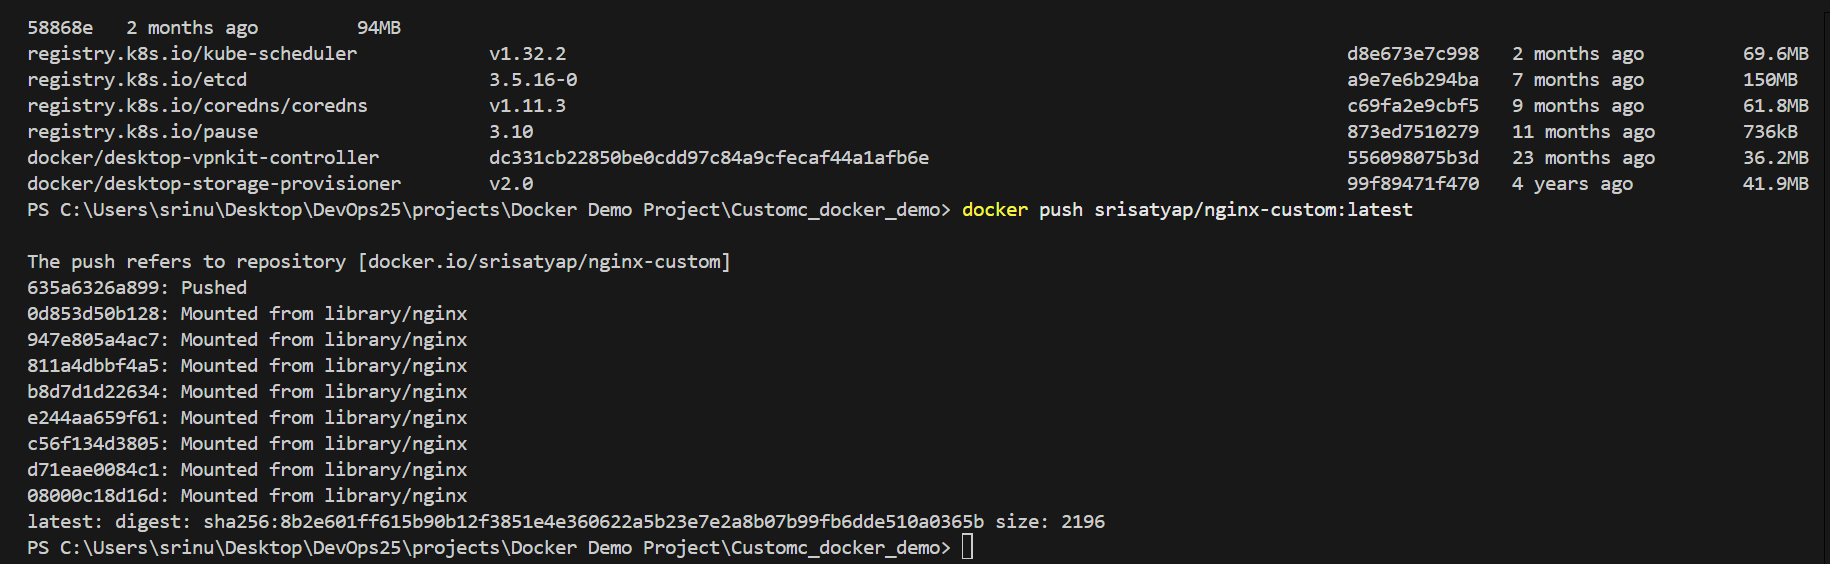 58868e   2 months ago         94MB
registry.k8s.io/kube-scheduler            v1.32.2                                                                       d8e673e7c998   2 months ago         69.6MB
registry.k8s.io/etcd                      3.5.16-0                                                                      a9e7e6b294ba   7 months ago         150MB
registry.k8s.io/coredns/coredns           v1.11.3                                                                       c69fa2e9cbf5   9 months ago         61.8MB
registry.k8s.io/pause                     3.10                                                                          873ed7510279   11 months ago        736kB
docker/desktop-vpnkit-controller          dc331cb22850be0cdd97c84a9cfecaf44a1afb6e                                      556098075b3d   23 months ago        36.2MB
docker/desktop-storage-provisioner        v2.0                                                                          99f89471f470   4 years ago          41.9MB
PS C:\Users\srinu\Desktop\DevOps25\projects\Docker Demo Project\Customc_docker_demo> docker push srisatyap/nginx-custom:latest
The push refers to repository [docker.io/srisatyap/nginx-custom]
635a6326a899: Pushed
0d853d50b128: Mounted from library/nginx
947e805a4ac7: Mounted from library/nginx
811a4dbbf4a5: Mounted from library/nginx
b8d7d1d22634: Mounted from library/nginx
e244aa659f61: Mounted from library/nginx
c56f134d3805: Mounted from library/nginx
d71eae0084c1: Mounted from library/nginx
08000c18d16d: Mounted from library/nginx
latest: digest: sha256:8b2e601ff615b90b12f3851e4e360622a5b23e7e2a8b07b99fb6dde510a0365b size: 2196
PS C:\Users\srinu\Desktop\DevOps25\projects\Docker Demo Project\Customc_docker_demo>